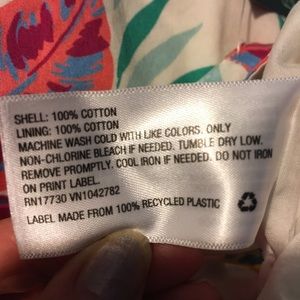 SHELL: 100% COTTON
LINING: 100% COTTON
MACHINE WASH COLD WITH LIKE COLORS. ONLY
NON-CHLORINE BLEACH IF NEEDED. TUMBLE DRY LOW.
REMOVE PROMPTLY. COOL IRON IF NEEDED. DO NOT IRON
ON PRINT LABEL.
RN17730 VN1042782
LABEL MADE FROM 100% RECYCLED PLASTIC